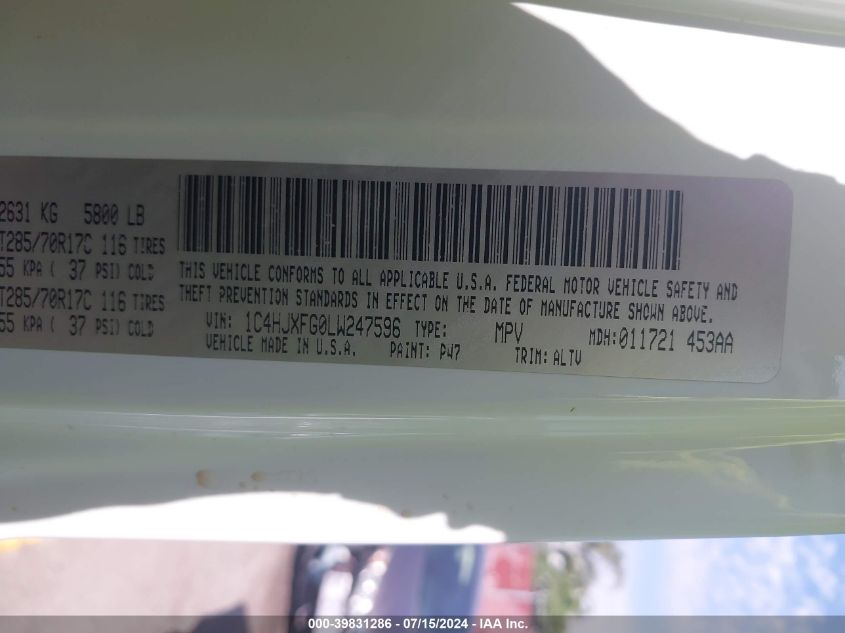 2631 KG 5800 LB
T285/70R17C 116 TIRES
55 KPA ( 37 PSI) COLD
T285/70R17C 116 TIRES
55 KPA ( 37 PSI) COLD
THIS VEHICLE CONFORMS TO ALL APPLICABLE U.S.A. FEDERAL MOTOR VEHICLE SAFETY AND
THEFT PREVENTION STANDARDS IN EFFECT ON THE DATE OF MANUFACTURE SHOWN ABOVE.
VIN: 1C4HJXFG0LW247596 TYPE: MPV MDH:011721 453AA
VEHICLE MADE IN U.S.A. PAINT: PW7 TRIM: ALTV
000-39831286 - 07/15/2024 - IAA Inc.